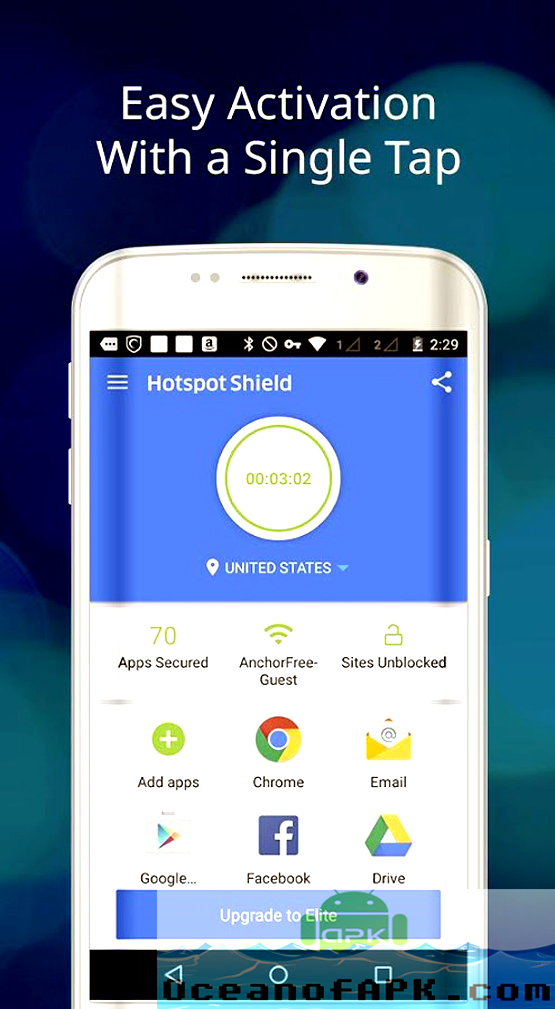 Easy Activation
With a Single Tap
1 2 2:29
Hotspot Shield
00:03:02
UNITED STATES
70
Apps Secured
AnchorFree-
Guest
Sites Unblocked
Add apps
Chrome
Email
Google...
Facebook
Drive
Upgrade to Elite
APK
OceanofAPK.com